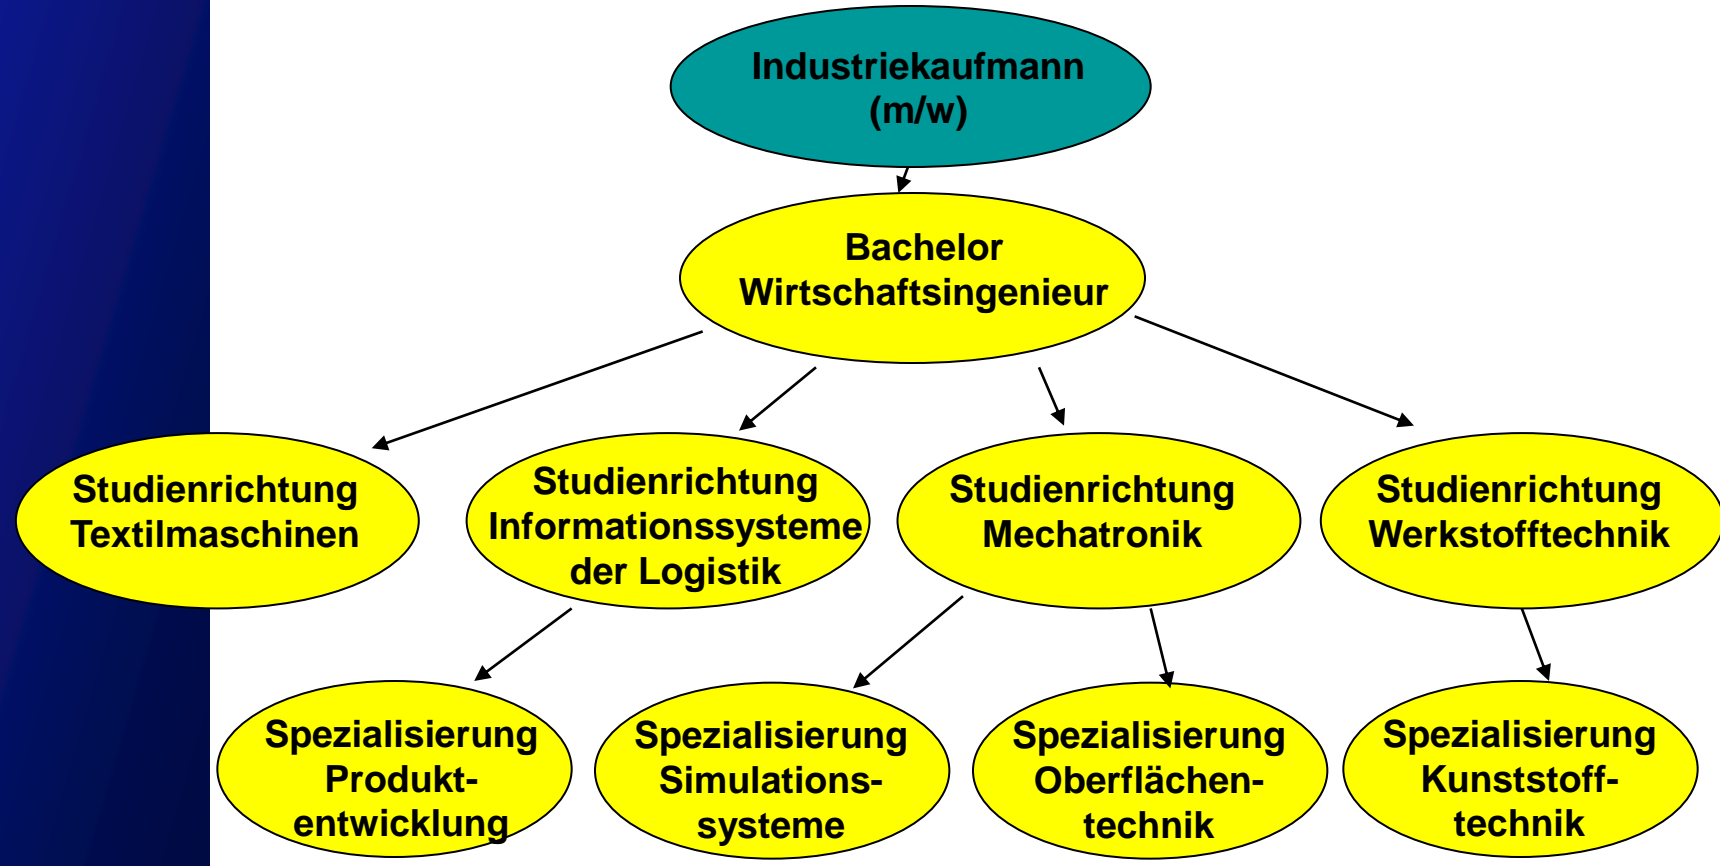 Industriekaufmann
(m/w)
Bachelor
Wirtschaftsingenieur
Studienrichtung
Textilmaschinen
Studienrichtung
Informationssysteme
der Logistik
Studienrichtung
Mechatronik
Studienrichtung
Werkstofftechnik
Spezialisierung
Produkt-
entwicklung
Spezialisierung
Simulations-
systeme
Spezialisierung
Oberflächen-
technik
Spezialisierung
Kunststoff-
technik